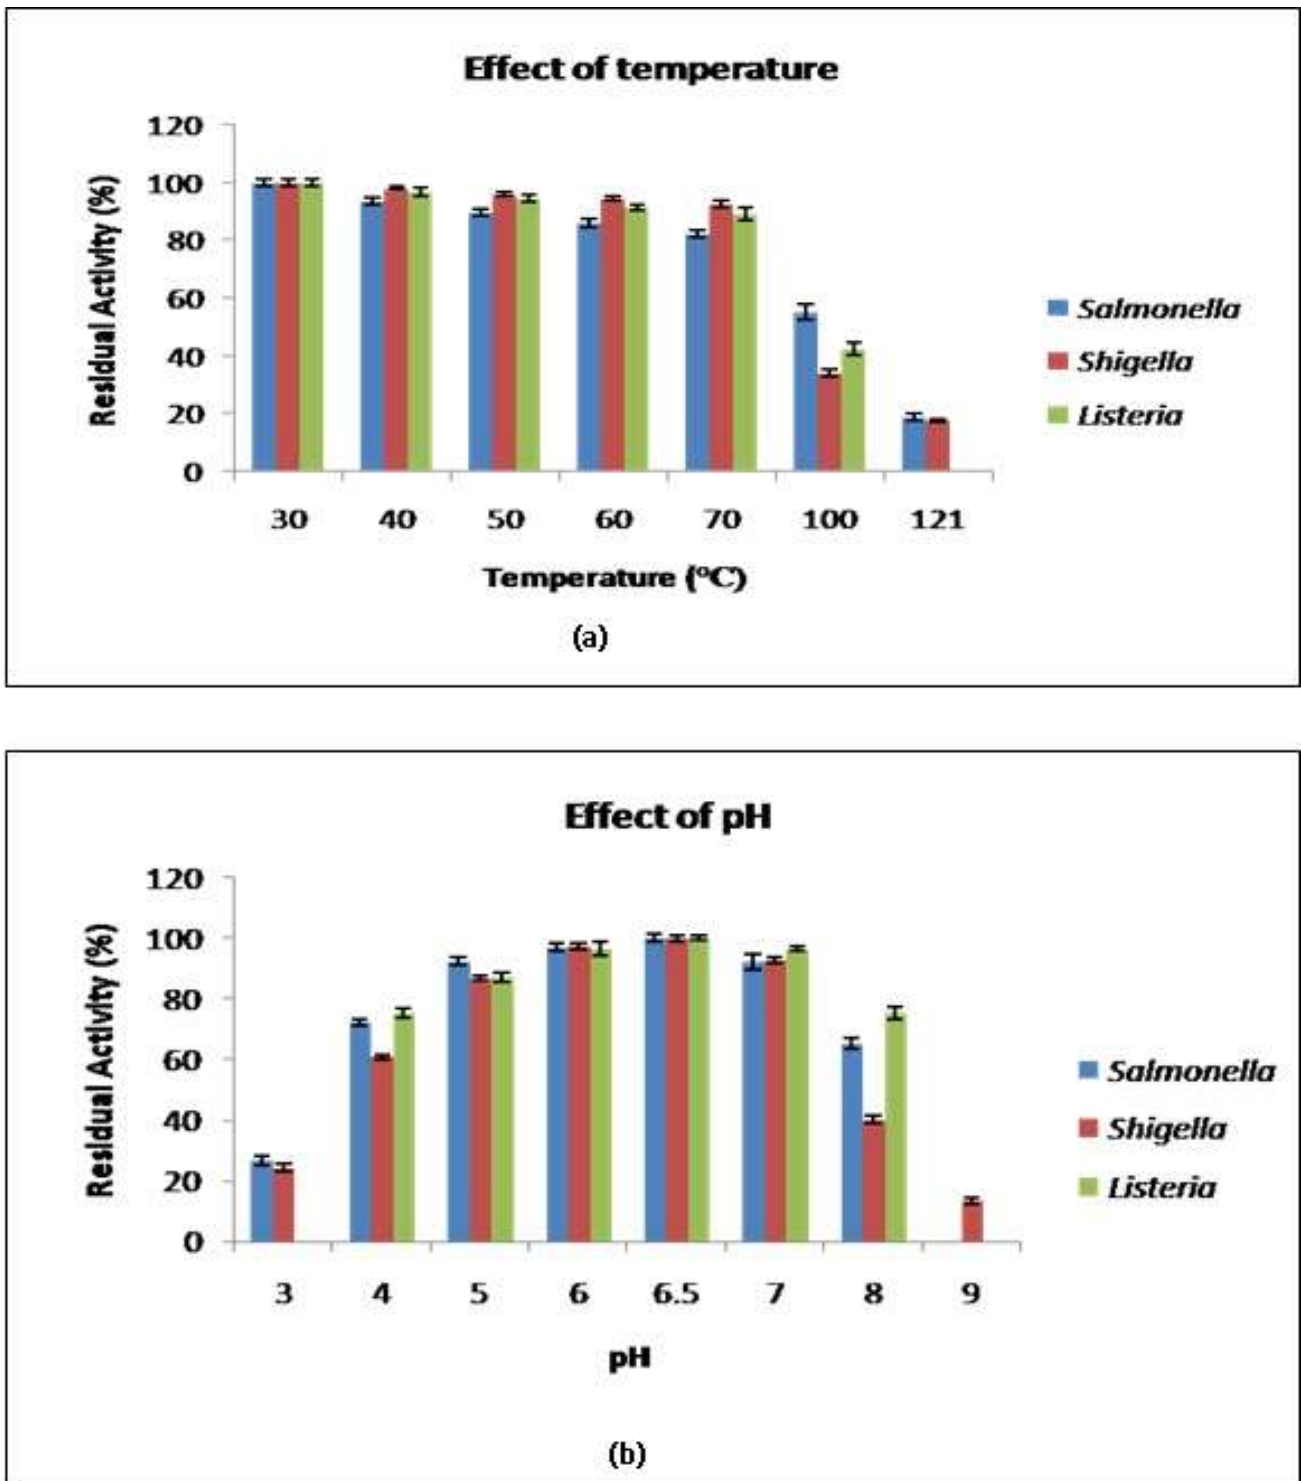 Effect of temperature
120
100
80
60
40
20
0
Residual Activity (%)
30 40 50 60 70 100 121
Temperature (°C)
Salmonella
Shigella
Listeria
(a)
Effect of pH
120
100
80
60
40
20
0
Residual Activity (%)
3 4 5 6 6.5 7 8 9
pH
Salmonella
Shigella
Listeria
(b)